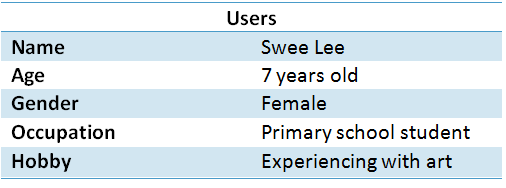 Users
Name Swee Lee
Age 7 years old
Gender Female
Occupation Primary school student
Hobby Experiencing with art